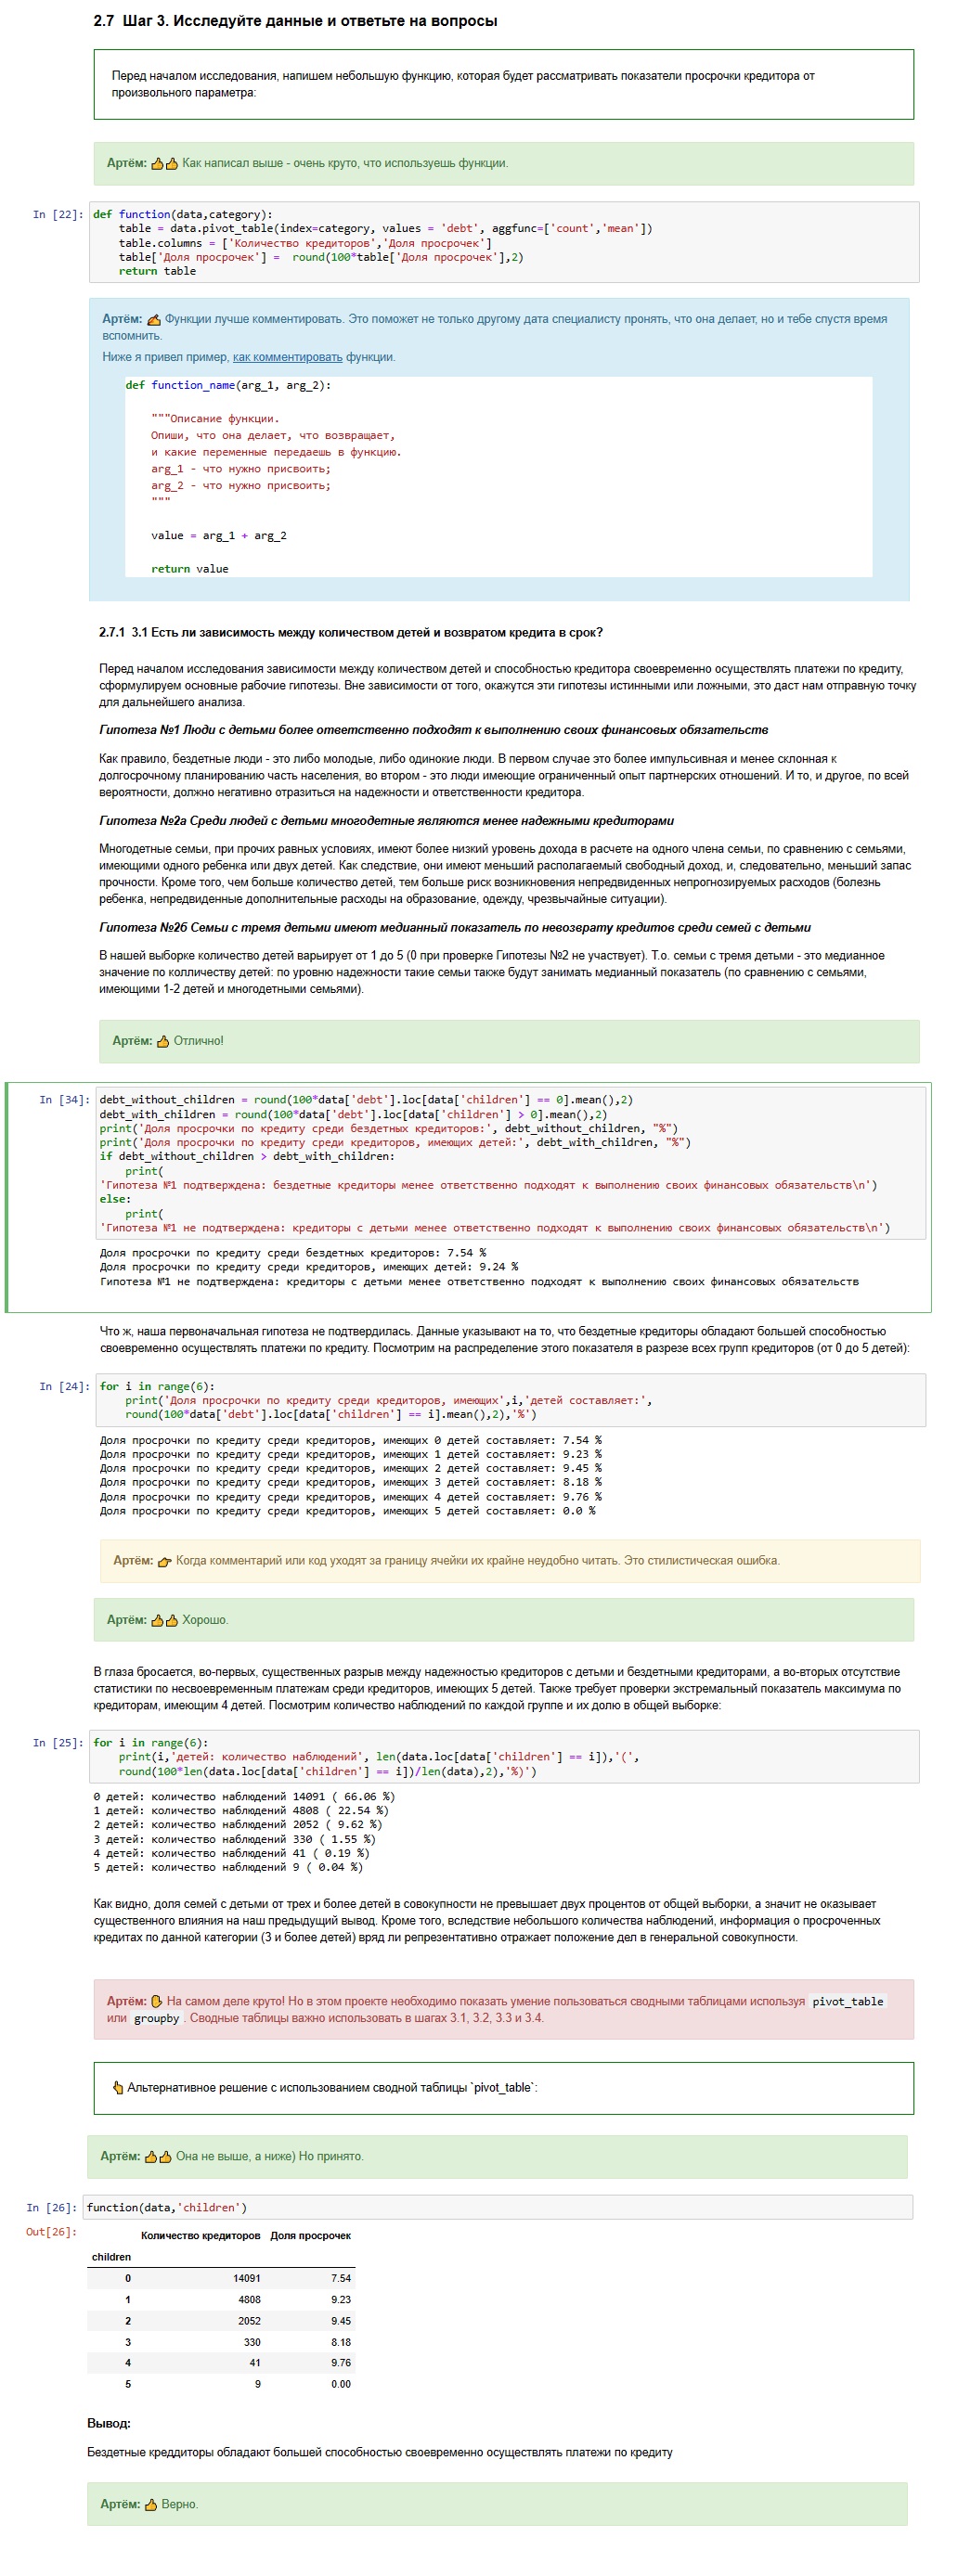 2.7 Шаг 3. Исследуйте данные и ответьте на вопросы
Перед началом исследования, напишем небольшую функцию, которая будет рассматривать показатели просрочки кредитора от
произвольного параметра:
Артём: 👍👍 Как написал выше - очень круто, что используешь функции.
In [22]: def function(data,category):
    table = data.pivot_table(index=category, values = 'debt', aggfunc=['count','mean'])
    table.columns = ['Количество кредиторов','Доля просрочек']
    table['Доля просрочек'] =  round(100*table['Доля просрочек'],2)
    return table
Артём: ✍ Функции лучше комментировать. Это поможет не только другому дата специалисту пронять, что она делает, но и тебе спустя время
вспомнить.
Ниже я привел пример, как комментировать функции.
def function_name(arg_1, arg_2):
    """Описание функции.
    Опиши, что она делает, что возвращает,
    и какие переменные передаешь в функцию.
    arg_1 - что нужно присвоить;
    arg_2 - что нужно присвоить;
    """
    value = arg_1 + arg_2
    return value
2.7.1 3.1 Есть ли зависимость между количеством детей и возвратом кредита в срок?
Перед началом исследования зависимости между количеством детей и способностью кредитора своевременно осуществлять платежи по кредиту,
сформулируем основные рабочие гипотезы. Вне зависимости от того, окажутся эти гипотезы истинными или ложными, это даст нам отправную точку
для дальнейшего анализа.
Гипотеза №1 Люди с детьми более ответственно подходят к выполнению своих финансовых обязательств
Как правило, бездетные люди - это либо молодые, либо одинокие люди. В первом случае это более импульсивная и менее склонная к
долгосрочному планированию часть населения, во втором - это люди имеющие ограниченный опыт партнерских отношений. И то, и другое, по всей
вероятности, должно негативно отразиться на надежности и ответственности кредитора.
Гипотеза №2а Среди людей с детьми многодетные являются менее надежными кредиторами
Многодетные семьи, при прочих равных условиях, имеют более низкий уровень дохода в расчете на одного члена семьи, по сравнению с семьями,
имеющими одного ребенка или двух детей. Как следствие, они имеют меньший располагаемый свободный доход, и, следовательно, меньший запас
прочности. Кроме того, чем больше количество детей, тем больше риск возникновения непредвиденных непрогнозируемых расходов (болезнь
ребенка, непредвиденные дополнительные расходы на образование, одежду, чрезвычайные ситуации).
Гипотеза №2б Семьи с тремя детьми имеют медианный показатель по невозврату кредитов среди семей с детьми
В нашей выборке количество детей варьирует от 1 до 5 (0 при проверке Гипотезы №2 не участвует). Т.о. семьи с тремя детьми - это медианное
значение по колличеству детей: по уровню надежности такие семьи также будут занимать медианный показатель (по сравнению с семьями,
имеющими 1-2 детей и многодетными семьями).
Артём: 👍 Отлично!
In [34]: debt_without_children = round(100*data['debt'].loc[data['children'] == 0].mean(),2)
debt_with_children = round(100*data['debt'].loc[data['children'] > 0].mean(),2)
print('Доля просрочки по кредиту среди бездетных кредиторов:', debt_without_children, "%")
print('Доля просрочки по кредиту среди кредиторов, имеющих детей:', debt_with_children, "%")
if debt_without_children > debt_with_children:
    print(
'Гипотеза №1 подтверждена: бездетные кредиторы менее ответственно подходят к выполнению своих финансовых обязательств\n')
else:
    print(
'Гипотеза №1 не подтверждена: кредиторы с детьми менее ответственно подходят к выполнению своих финансовых обязательств\n')
Доля просрочки по кредиту среди бездетных кредиторов: 7.54 %
Доля просрочки по кредиту среди кредиторов, имеющих детей: 9.24 %
Гипотеза №1 не подтверждена: кредиторы с детьми менее ответственно подходят к выполнению своих финансовых обязательств
Что ж, наша первоначальная гипотеза не подтвердилась. Данные указывают на то, что бездетные кредиторы обладают большей способностью
своевременно осуществлять платежи по кредиту. Посмотрим на распределение этого показателя в разрезе всех групп кредиторов (от 0 до 5 детей):
In [24]: for i in range(6):
    print('Доля просрочки по кредиту среди кредиторов, имеющих',i,'детей составляет:',
    round(100*data['debt'].loc[data['children'] == i].mean(),2),'%')
Доля просрочки по кредиту среди кредиторов, имеющих 0 детей составляет: 7.54 %
Доля просрочки по кредиту среди кредиторов, имеющих 1 детей составляет: 9.23 %
Доля просрочки по кредиту среди кредиторов, имеющих 2 детей составляет: 9.45 %
Доля просрочки по кредиту среди кредиторов, имеющих 3 детей составляет: 8.18 %
Доля просрочки по кредиту среди кредиторов, имеющих 4 детей составляет: 9.76 %
Доля просрочки по кредиту среди кредиторов, имеющих 5 детей составляет: 0.0 %
Артём: 👉 Когда комментарий или код уходят за границу ячейки их крайне неудобно читать. Это стилистическая ошибка.
Артём: 👍👍 Хорошо.
В глаза бросается, во-первых, существенных разрыв между надежностью кредиторов с детьми и бездетными кредиторами, а во-вторых отсутствие
статистики по несвоевременным платежам среди кредиторов, имеющих 5 детей. Также требует проверки экстремальный показатель максимума по
кредиторам, имеющим 4 детей. Посмотрим количество наблюдений по каждой группе и их долю в общей выборке:
In [25]: for i in range(6):
    print(i,'детей: количество наблюдений', len(data.loc[data['children'] == i]),'(',
    round(100*len(data.loc[data['children'] == i])/len(data),2),'%)')
0 детей: количество наблюдений 14091 ( 66.06 %)
1 детей: количество наблюдений 4808 ( 22.54 %)
2 детей: количество наблюдений 2052 ( 9.62 %)
3 детей: количество наблюдений 330 ( 1.55 %)
4 детей: количество наблюдений 41 ( 0.19 %)
5 детей: количество наблюдений 9 ( 0.04 %)
Как видно, доля семей с детьми от трех и более детей в совокупности не превышает двух процентов от общей выборки, а значит не оказывает
существенного влияния на наш предыдущий вывод. Кроме того, вследствие небольшого количества наблюдений, информация о просроченных
кредитах по данной категории (3 и более детей) вряд ли репрезентативно отражает положение дел в генеральной совокупности.
Артём: ✋ На самом деле круто! Но в этом проекте необходимо показать умение пользоваться сводными таблицами используя pivot_table
или groupby . Сводные таблицы важно использовать в шагах 3.1, 3.2, 3.3 и 3.4.
👆 Альтернативное решение с использованием сводной таблицы `pivot_table`:
Артём: 👍👍 Она не выше, а ниже) Но принято.
In [26]: function(data,'children')
Out[26]:
Количество кредиторов Доля просрочек
children
0 14091 7.54
1 4808 9.23
2 2052 9.45
3 330 8.18
4 41 9.76
5 9 0.00
Вывод:
Бездетные креддиторы обладают большей способностью своевременно осуществлять платежи по кредиту
Артём: 👍 Верно.